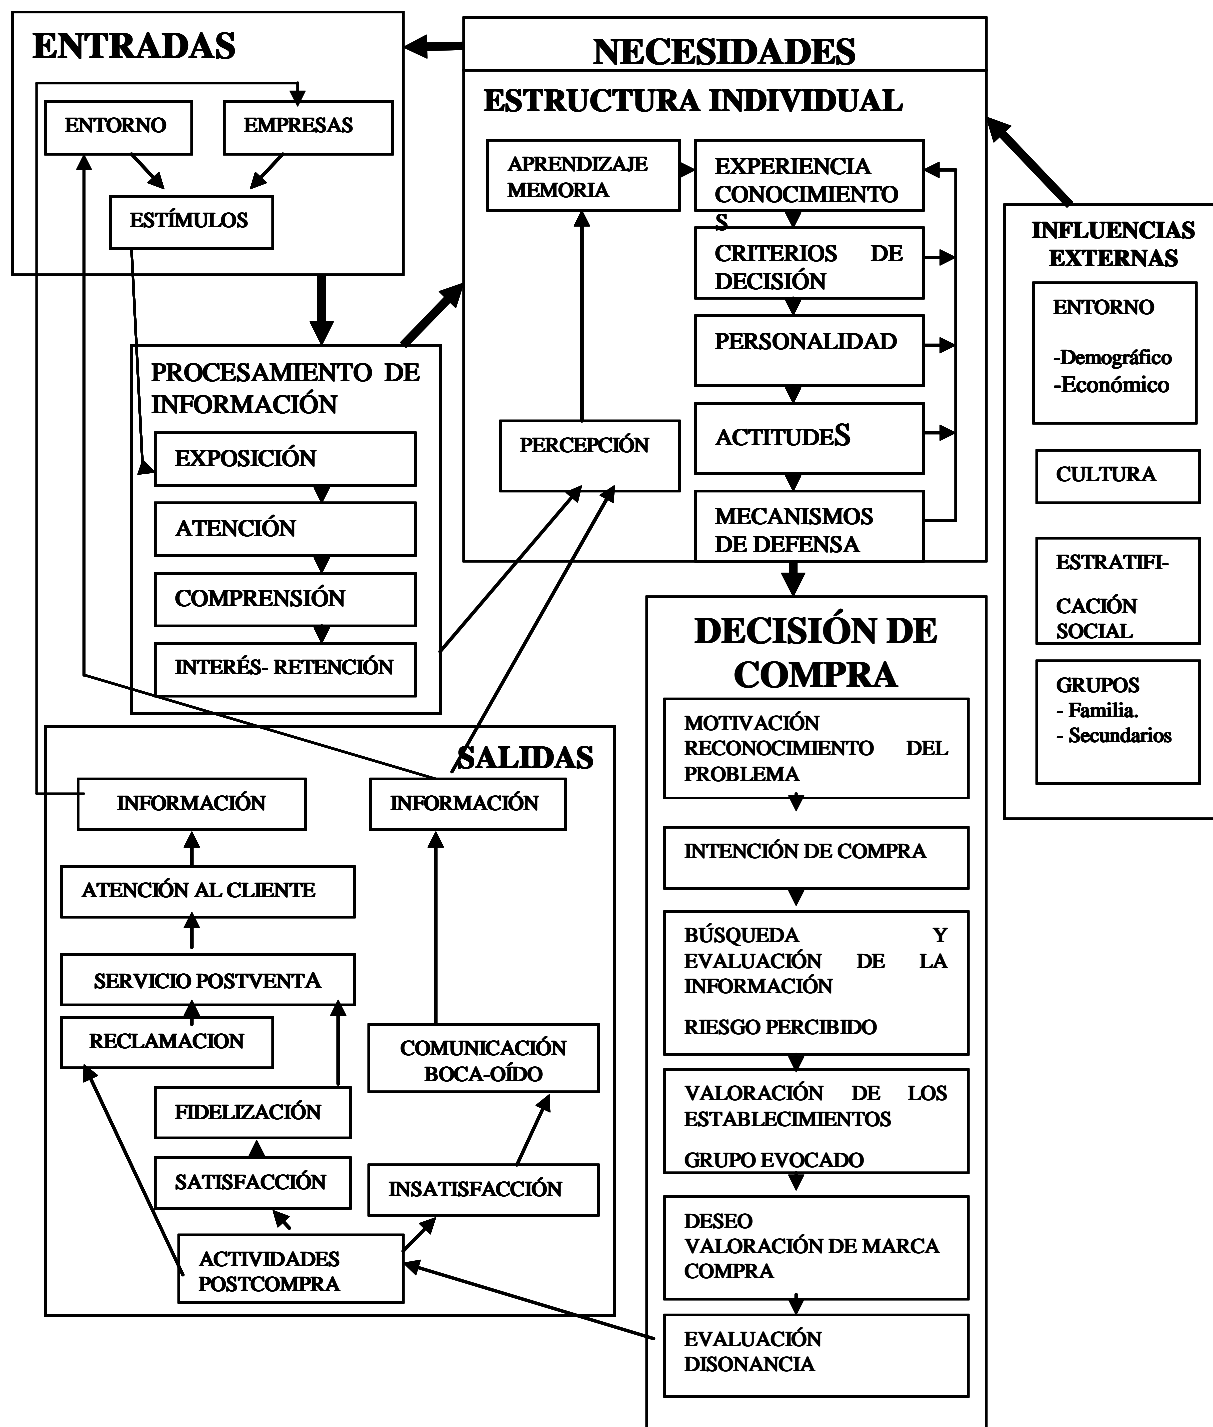 ENTRADAS
ENTORNO
EMPRESAS
ESTÍMULOS
NECESIDADES
ESTRUCTURA INDIVIDUAL
APRENDIZAJE
MEMORIA
EXPERIENCIA
CONOCIMIENTO
S
CRITERIOS DE
DECISIÓN
PERSONALIDAD
ACTITUDES
MECANISMOS
DE DEFENSA
PERCEPCIÓN
INFLUENCIAS
EXTERNAS
ENTORNO
-Demográfico
-Económico
CULTURA
ESTRATIFI-
CACIÓN
SOCIAL
GRUPOS
- Familia.
- Secundarios
PROCESAMIENTO DE
INFORMACIÓN
EXPOSICIÓN
ATENCIÓN
COMPRENSIÓN
INTERÉS- RETENCIÓN
DECISIÓN DE
COMPRA
MOTIVACIÓN
RECONOCIMIENTO DEL
PROBLEMA
INTENCIÓN DE COMPRA
BÚSQUEDA Y
EVALUACIÓN DE LA
INFORMACIÓN
RIESGO PERCIBIDO
VALORACIÓN DE LOS
ESTABLECIMIENTOS
GRUPO EVOCADO
DESEO
VALORACIÓN DE MARCA
COMPRA
EVALUACIÓN
DISONANCIA
SALIDAS
INFORMACIÓN
INFORMACIÓN
ATENCIÓN AL CLIENTE
SERVICIO POSTVENTA
RECLAMACION
COMUNICACIÓN
BOCA-OÍDO
FIDELIZACIÓN
SATISFACCIÓN
INSATISFACCIÓN
ACTIVIDADES
POSTCOMPRA